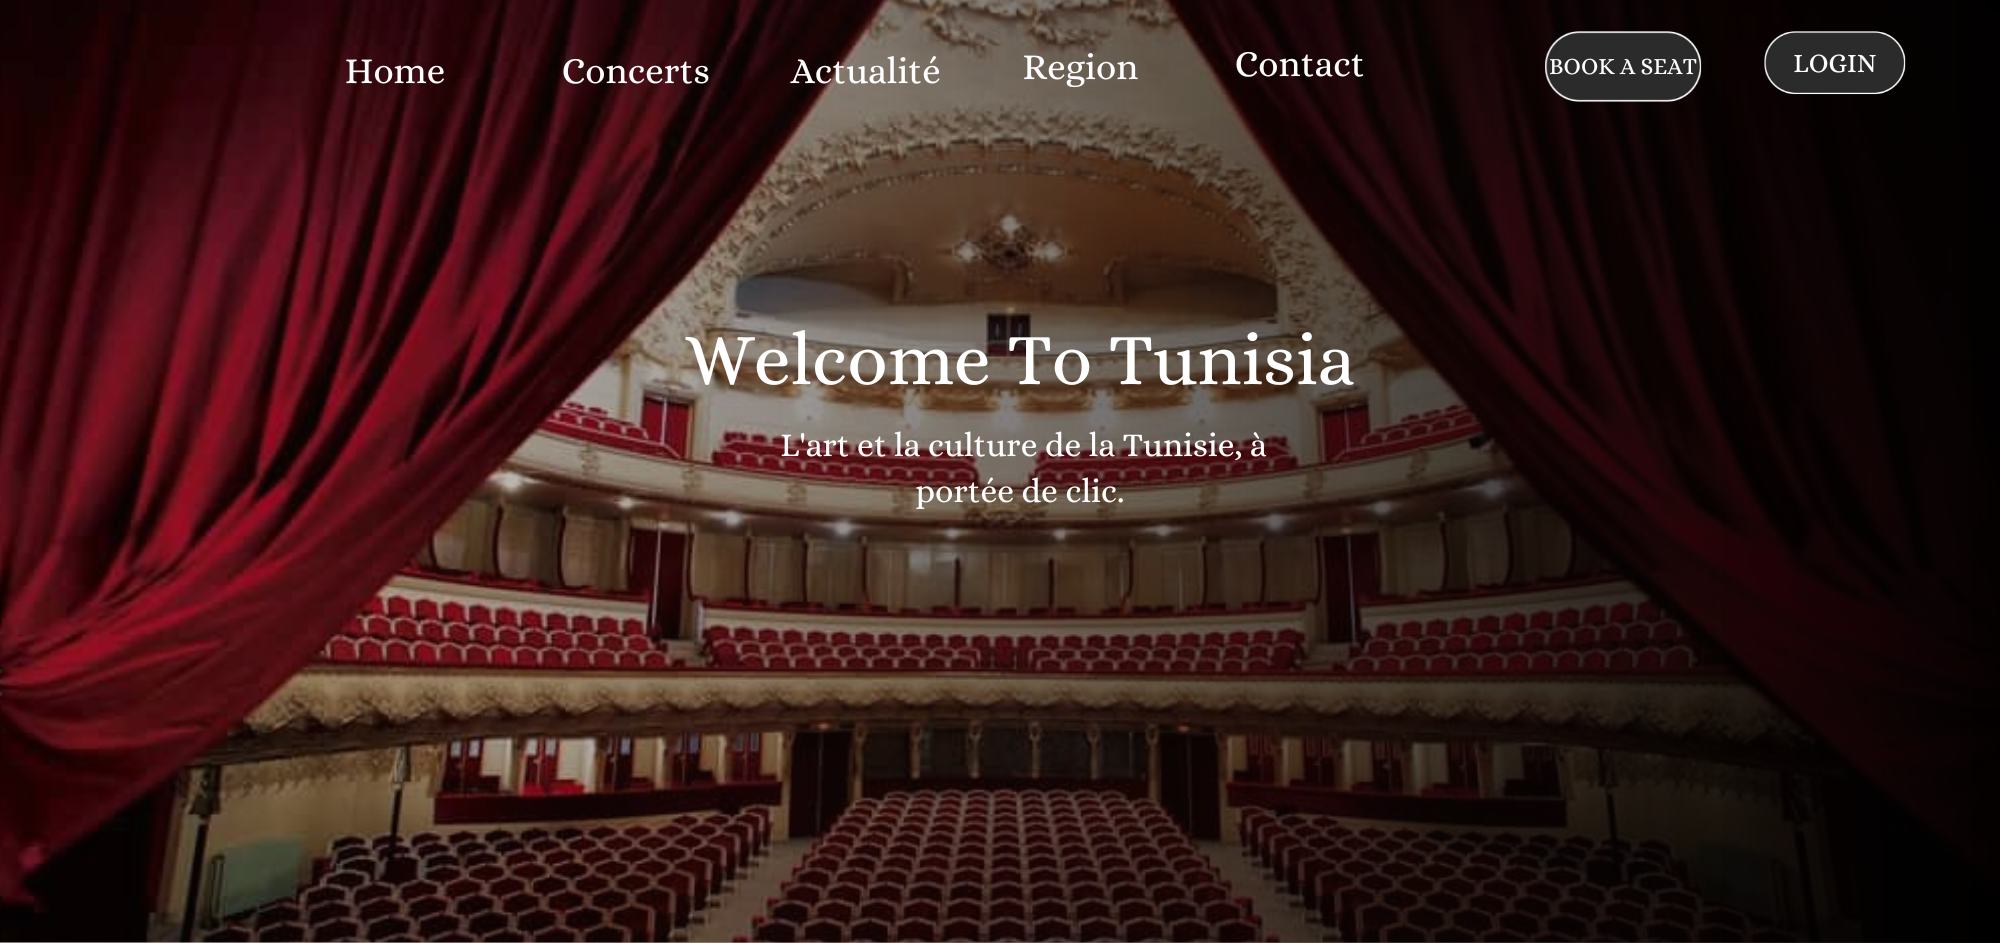 Home
Concerts
Actualité
Region
Contact
BOOK A SEAT
LOGIN
Welcome To Tunisia
L'art et la culture de la Tunisie, à
portée de clic.